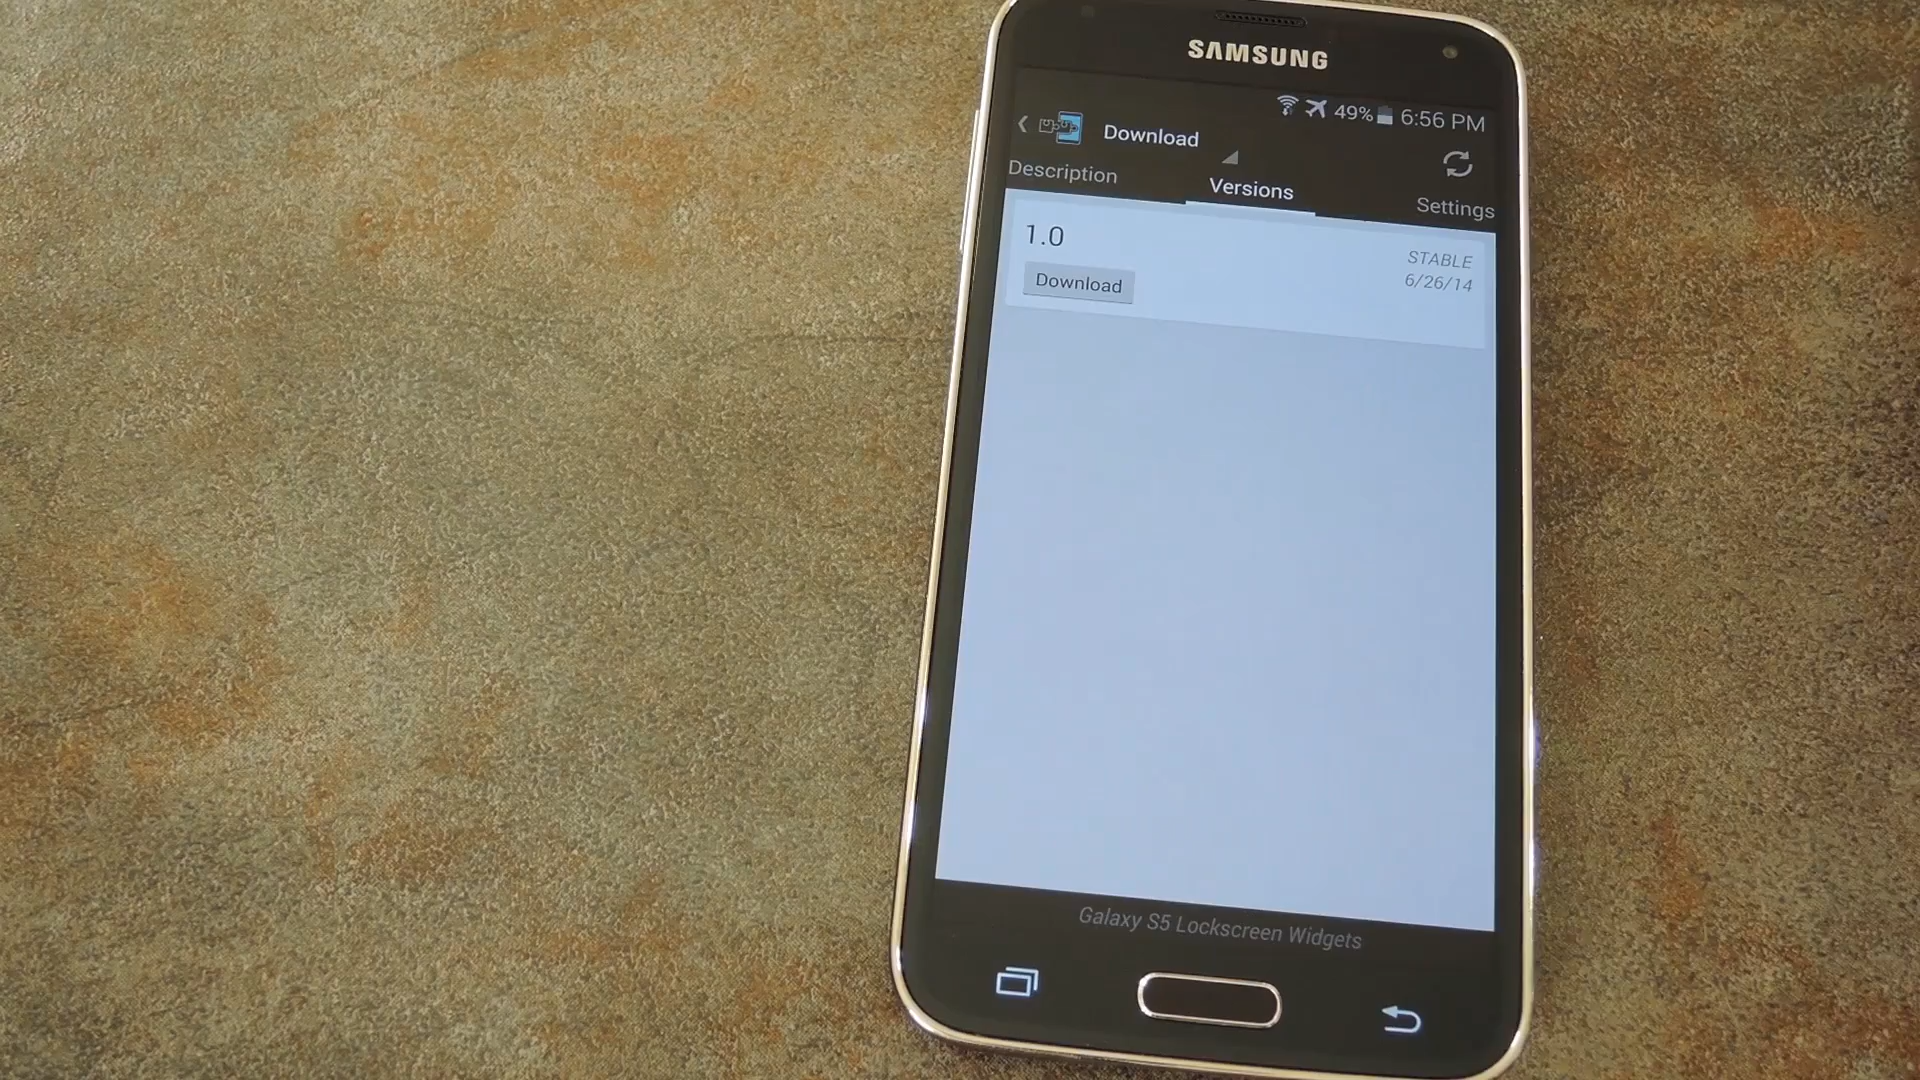 SAMSUNG
49% 6:56 PM
Download
Description Versions Settings
1.0
STABLE
Download
6/26/14
Galaxy S5 Lockscreen Widgets